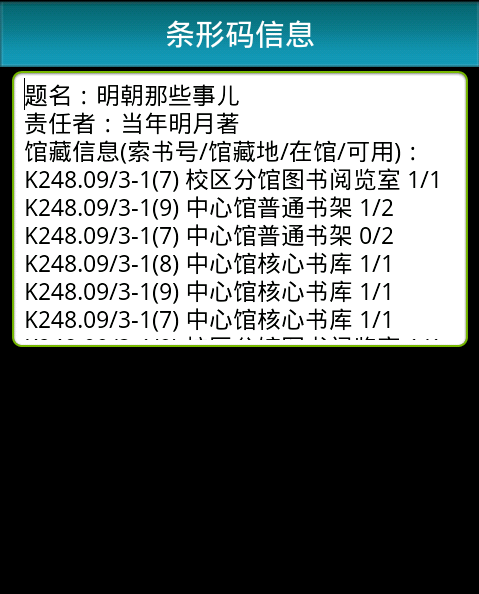 条形码信息
题名：明朝那些事儿
责任者：当年明月著
馆藏信息(索书号/馆藏地/在馆/可用)：
K248.09/3-1(7) 校区分馆图书阅览室 1/1
K248.09/3-1(9) 中心馆普通书架 1/2
K248.09/3-1(7) 中心馆普通书架 0/2
K248.09/3-1(8) 中心馆核心书库 1/1
K248.09/3-1(9) 中心馆核心书库 1/1
K248.09/3-1(7) 中心馆核心书库 1/1